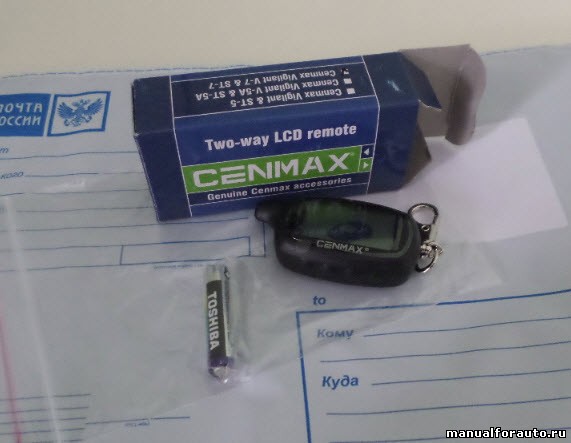 ПОЧТА
РОССИИ
Cenmax Vigilant & ST-5
Cenmax Vigilant V-5A & ST-5A
Cenmax Vigilant V-7 & ST-7
Two-way LCD remote
CENMAX
Genuine Cenmax accessories
CENMAX
TOSHIBA
to
Кому
Куда
manualforauto.ru